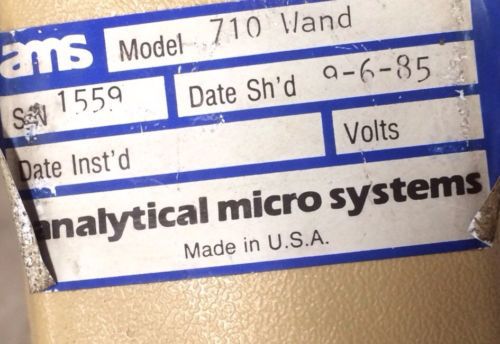 ams Model 710 Wand
S/N 1559 Date Sh'd 9-6-85
Date Inst'd Volts
analytical micro systems
Made in U.S.A.